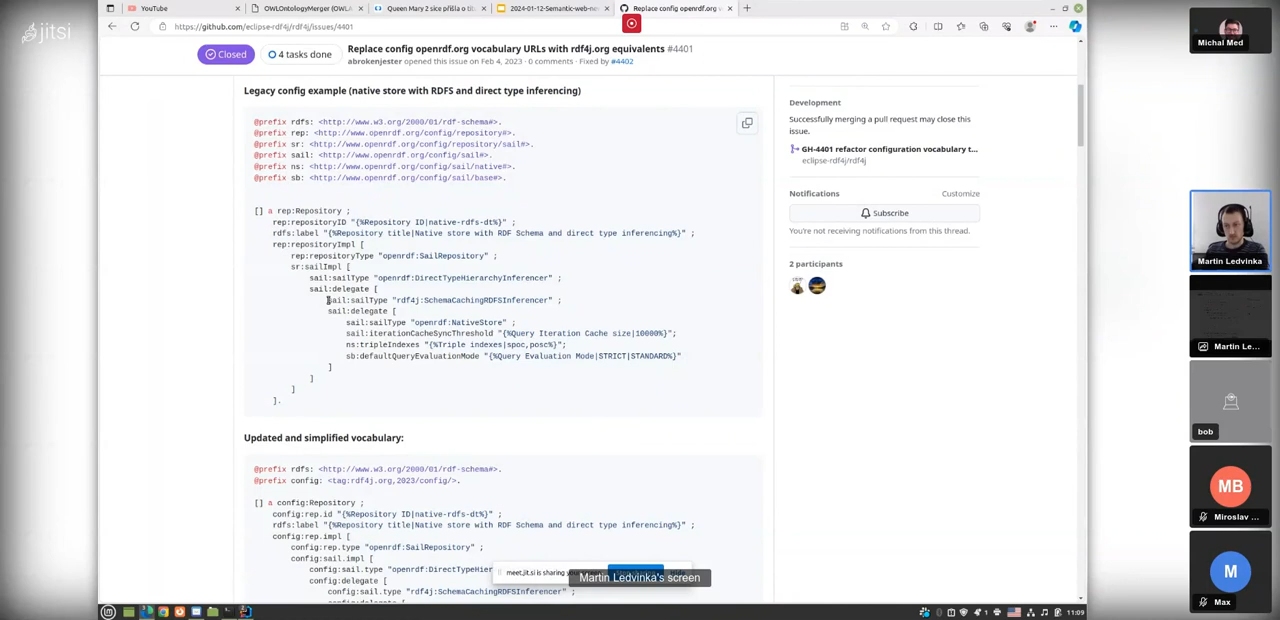 jitsi
YouTube
OWLOntologyMerger (OWLA
Queen Mary 2 sice přišla o tit
2024-01-12-Semantic-web-ne
Replace config openrdf.org v
https://github.com/eclipse-rdf4j/rdf4j/issues/4401
Closed
4 tasks done
Replace config openrdf.org vocabulary URLs with rdf4j.org equivalents #4401
abrokenjester opened this issue on Feb 4, 2023 · 0 comments · Fixed by #4402
Legacy config example (native store with RDFS and direct type inferencing)
@prefix rdfs: <http://www.w3.org/2000/01/rdf-schema#>.
@prefix rep: <http://www.openrdf.org/config/repository#>.
@prefix sr: <http://www.openrdf.org/config/repository/sail#>.
@prefix sail: <http://www.openrdf.org/config/sail#>.
@prefix ns: <http://www.openrdf.org/config/sail/native#>.
@prefix sb: <http://www.openrdf.org/config/sail/base#>.
[] a rep:Repository ;
rep:repositoryID "{%Repository ID|native-rdfs-dt%}" ;
rdfs:label "{%Repository title|Native store with RDF Schema and direct type inferencing%}" ;
rep:repositoryImpl [
rep:repositoryType "openrdf:SailRepository" ;
sr:sailImpl [
sail:sailType "openrdf:DirectTypeHierarchyInferencer" ;
sail:delegate [
sail:sailType "rdf4j:SchemaCachingRDFSInferencer" ;
sail:delegate [
sail:sailType "openrdf:NativeStore" ;
sail:iterationCacheSyncThreshold "{%Query Iteration Cache size|10000%}";
ns:tripleIndexes "{%Triple indexes|spoc,posc%}";
sb:defaultQueryEvaluationMode "{%Query Evaluation Mode|STRICT|STANDARD%}"
]
]
]
].
Updated and simplified vocabulary:
@prefix rdfs: <http://www.w3.org/2000/01/rdf-schema#>.
@prefix config: <tag:rdf4j.org,2023/config/>.
[] a config:Repository ;
config:rep.id "{%Repository ID|native-rdfs-dt%}" ;
rdfs:label "{%Repository title|Native store with RDF Schema and direct type inferencing%}" ;
config:rep.impl [
config:rep.type "openrdf:SailRepository" ;
config:sail.impl [
config:sail.type "openrdf:DirectTypeHie
config:delegate [
config:sail.type "rdf4j:SchemaCachingRDFSInferencer" ;
Development
Successfully merging a pull request may close this
issue.
GH-4401 refactor configuration vocabulary t...
eclipse-rdf4j/rdf4j
Notifications
Customize
Subscribe
You're not receiving notifications from this thread.
2 participants
meet.jit.si is sharing your screen.
Hide
Martin Ledvinka's screen
11:09
Michal Med
Martin Ledvinka
Martin Le...
bob
MB
Miroslav ...
M
Max